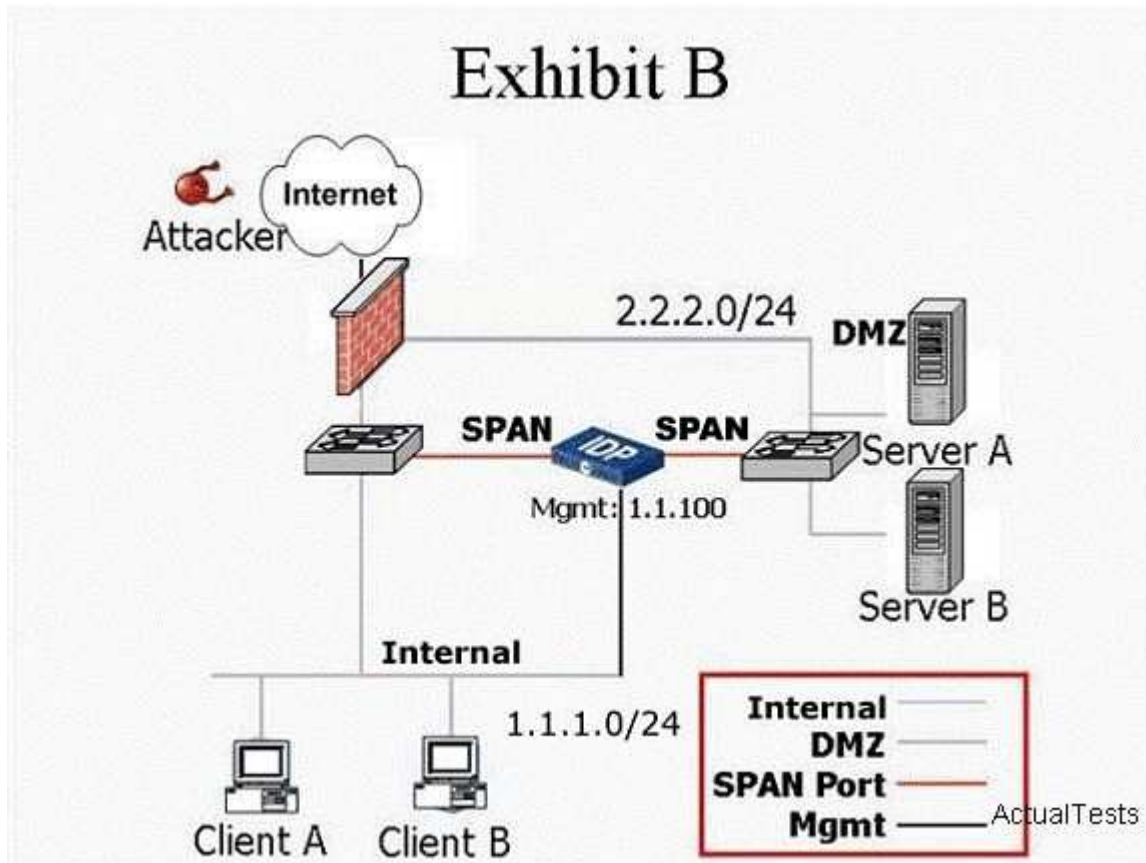 Exhibit B
Internet
Attacker
2.2.2.0/24
DMZ
SPAN
IDP
SPAN
Server A
Mgmt: 1.1.100
Server B
Internal
1.1.1.0/24
Client A
Client B
Internal
DMZ
SPAN Port
Mgmt
ActualTests